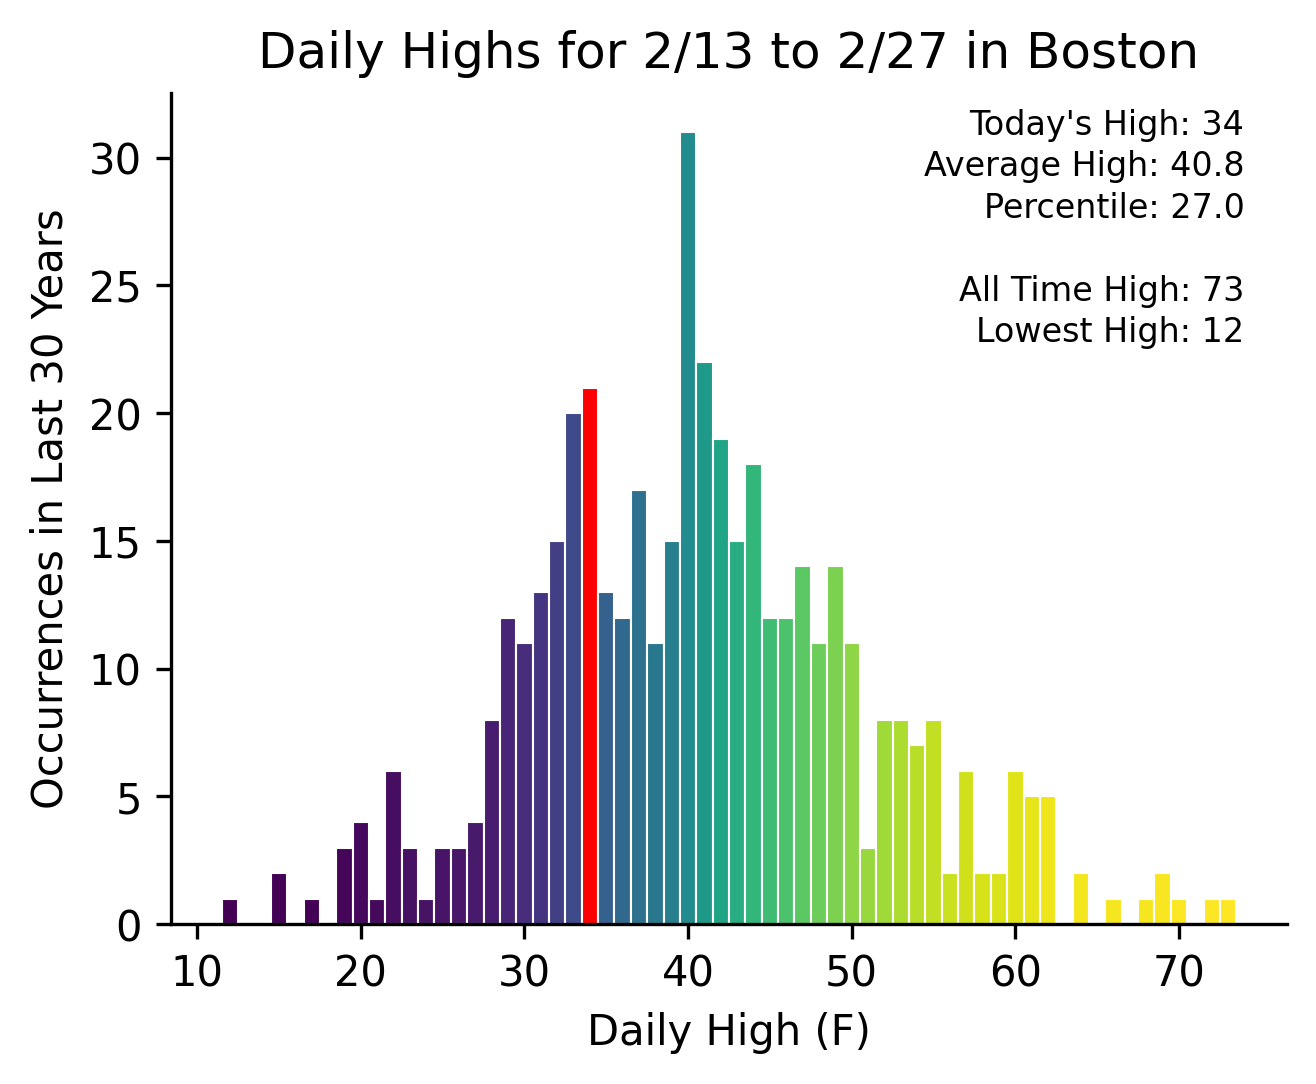 Daily Highs for 2/13 to 2/27 in Boston
Today's High: 34
Average High: 40.8
Percentile: 27.0
All Time High: 73
Lowest High: 12
Occurrences in Last 30 Years
30
25
20
15
10
5
0
10 20 30 40 50 60 70
Daily High (F)